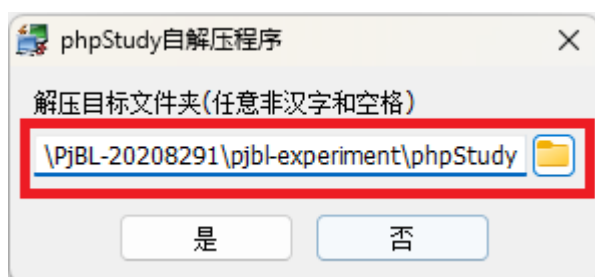 phpStudy自解压程序
解压目标文件夹(任意非汉字和空格)
\PjBL-20208291\pjbl-experiment\phpStudy
是
否